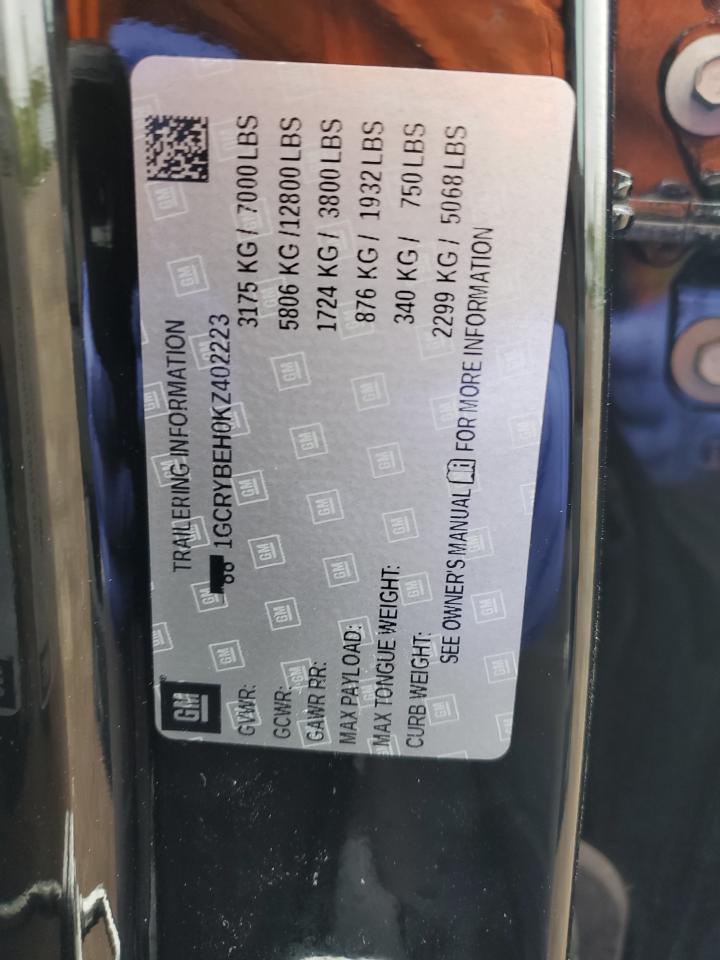 GM
TRAILERING INFORMATION
1GCRYBEH0KZ402223
GVWR: 3175 KG / 7000 LBS
GCWR: 5806 KG / 12800 LBS
GAWR RR: 1724 KG / 3800 LBS
MAX PAYLOAD: 876 KG / 1932 LBS
MAX TONGUE WEIGHT: 340 KG / 750 LBS
CURB WEIGHT: 2299 KG / 5068 LBS
SEE OWNER'S MANUAL FOR MORE INFORMATION